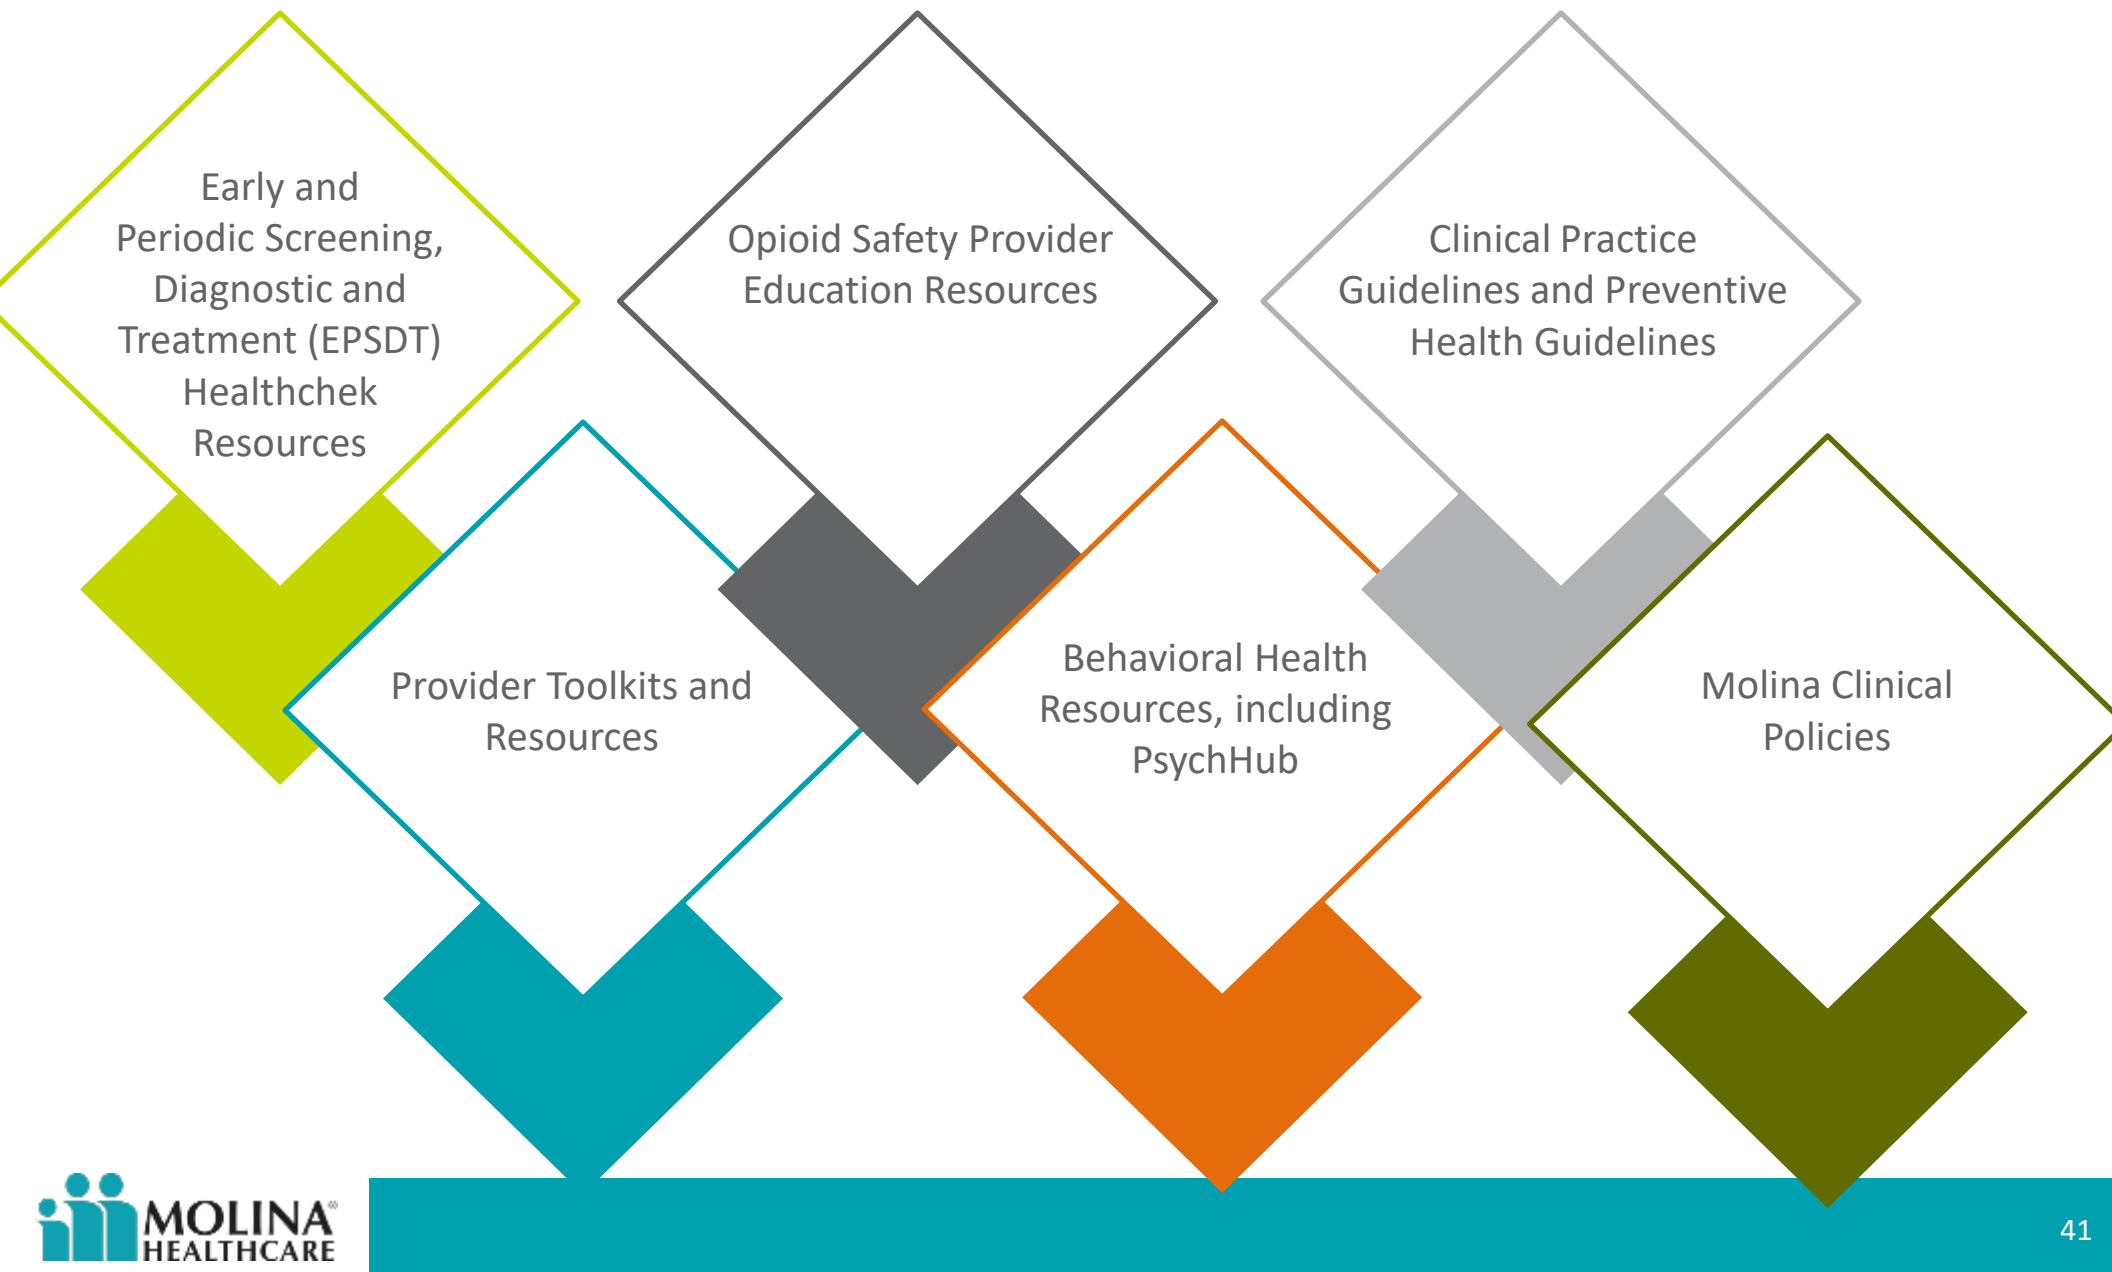 Early and
Periodic Screening,
Diagnostic and
Treatment (EPSDT)
Healthchek
Resources
Opioid Safety Provider
Education Resources
Clinical Practice
Guidelines and Preventive
Health Guidelines
Provider Toolkits and
Resources
Behavioral Health
Resources, including
PsychHub
Molina Clinical
Policies
MOLINA®
HEALTHCARE
41